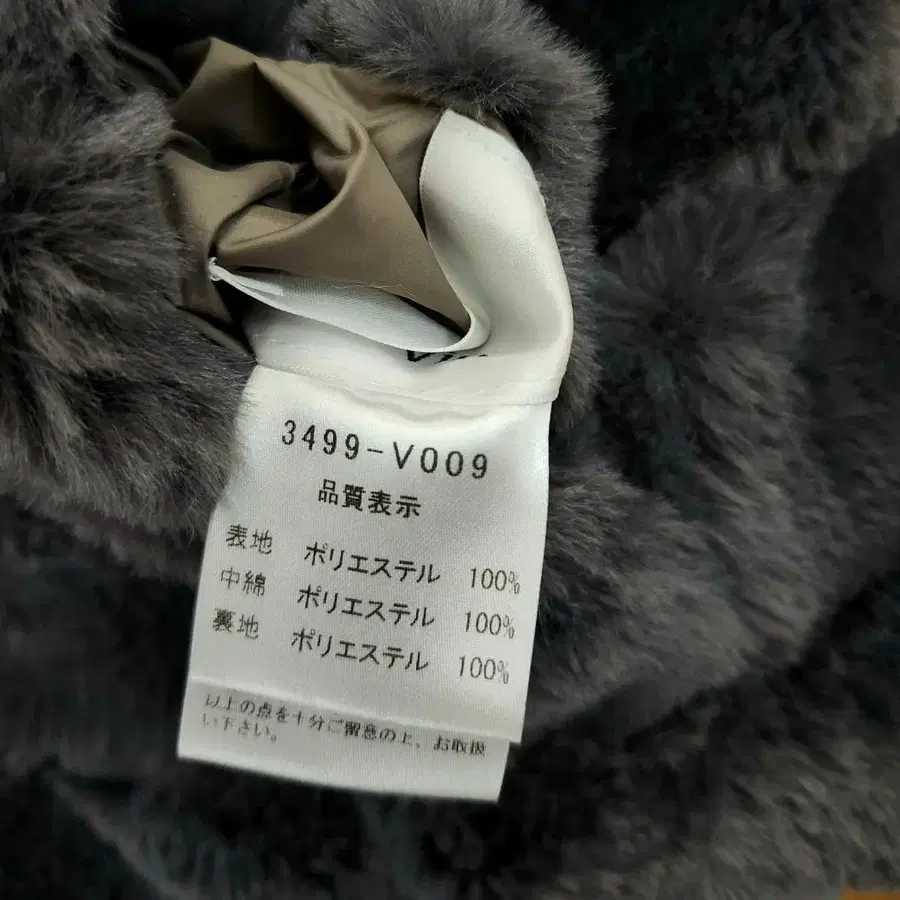 3499-V009
品質表示
表地 ポリエステル 100%
中綿 ポリエステル 100%
裏地 ポリエステル 100%
以上の点を十分ご留意の上、お取扱
い下さい。